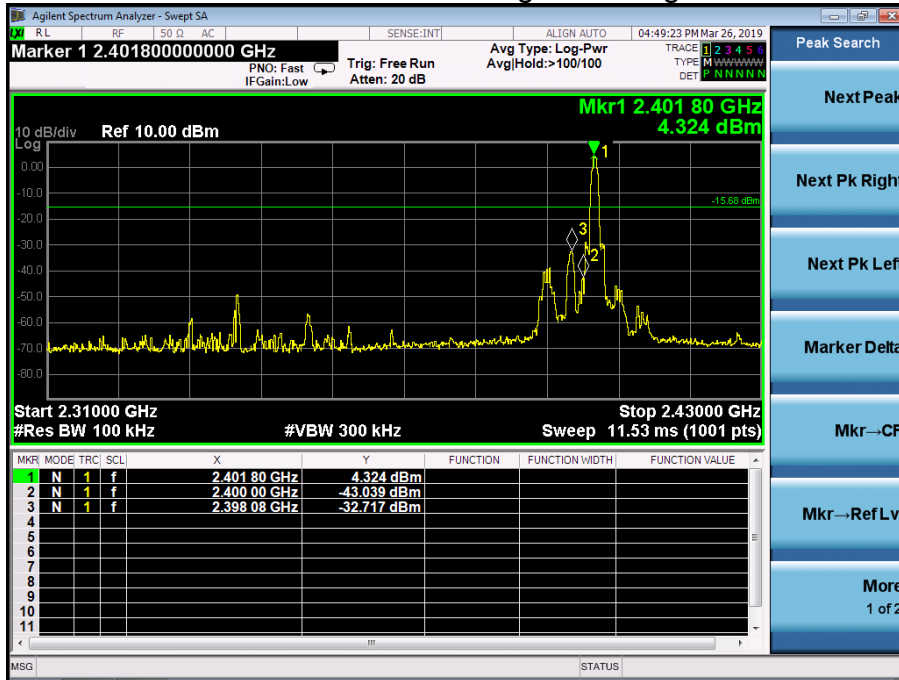 Agilent Spectrum Analyzer - Swept SA
LXI RL RF 50 Ω AC SENSE:INT ALIGN AUTO 04:49:23 PM Mar 26, 2019
Marker 1 2.401800000000 GHz
PNO: Fast
IFGain:Low
Trig: Free Run
Atten: 20 dB
Avg Type: Log-Pwr
Avg|Hold:>100/100
TRACE 1 2 3 4 5 6
TYPE M WWWWW
DET P N N N N N
Peak Search
Mkr1 2.401 80 GHz
4.324 dBm
10 dB/div Ref 10.00 dBm
Log
0.00
-10.0
-20.0
-30.0
-40.0
-50.0
-60.0
-70.0
-80.0
1
-15.68 dBm
3
2
Start 2.31000 GHz Stop 2.43000 GHz
#Res BW 100 kHz #VBW 300 kHz Sweep 11.53 ms (1001 pts)
MKR MODE TRC SCL X Y FUNCTION FUNCTION WIDTH FUNCTION VALUE
1 N 1 f 2.401 80 GHz 4.324 dBm
2 N 1 f 2.400 00 GHz -43.039 dBm
3 N 1 f 2.398 08 GHz -32.717 dBm
4
5
6
7
8
9
10
11
MSG STATUS
Next Peak
Next Pk Right
Next Pk Left
Marker Delta
Mkr→CF
Mkr→Ref Lv
More
1 of 2